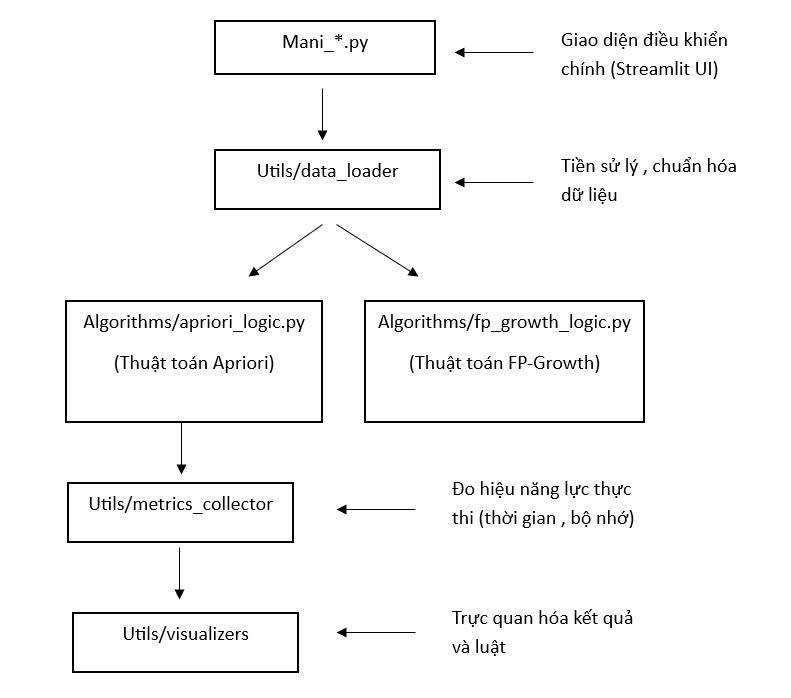 Mani_*.py
Giao diện điều khiển
chính (Streamlit UI)
Utils/data_loader
Tiền sử lý , chuẩn hóa
dữ liệu
Algorithms/apriori_logic.py
(Thuật toán Apriori)
Algorithms/fp_growth_logic.py
(Thuật toán FP-Growth)
Utils/metrics_collector
Đo hiệu năng lực thực
thi (thời gian , bộ nhớ)
Utils/visualizers
Trực quan hóa kết quả
và luật